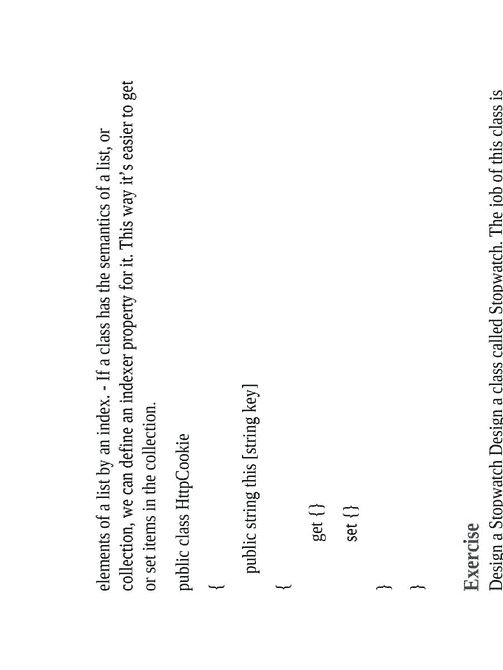 elements of a list by an index. - If a class has the semantics of a list, or
collection, we can define an indexer property for it. This way it’s easier to get
or set items in the collection.
public class HttpCookie
{
public string this [string key]
{
get {}
set {}
}
}
Exercise
Design a Stopwatch Design a class called Stopwatch. The job of this class is